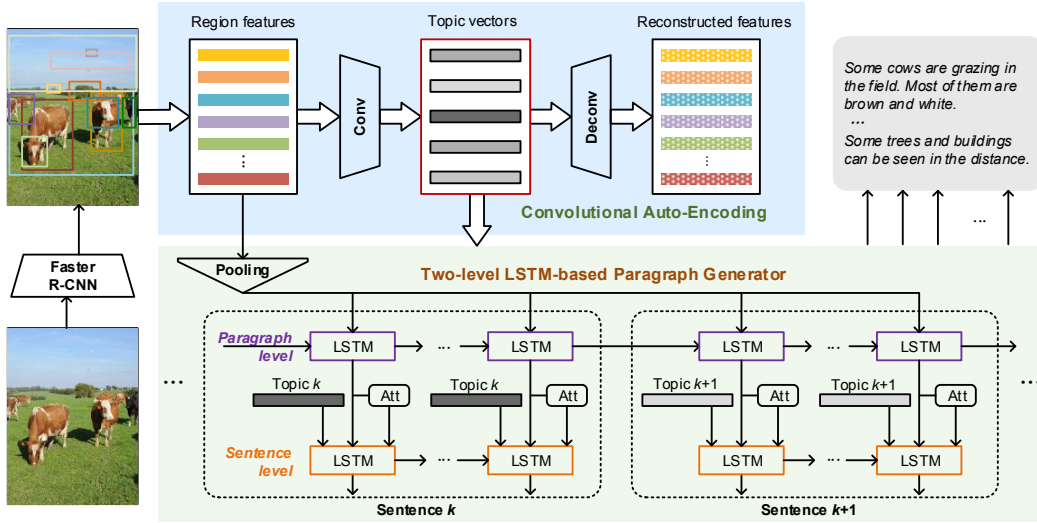 Region features
Topic vectors
Reconstructed features
Conv
Deconv
Convolutional Auto-Encoding
Some cows are grazing in
the field. Most of them are
brown and white.
...
Some trees and buildings
can be seen in the distance.
...
Faster
R-CNN
Pooling
Two-level LSTM-based Paragraph Generator
Paragraph
level
LSTM
...
LSTM
LSTM
...
LSTM
...
Topic k
Att
Topic k
Att
Topic k+1
Att
Topic k+1
Att
...
Sentence
level
LSTM
...
LSTM
LSTM
...
LSTM
Sentence k
Sentence k+1